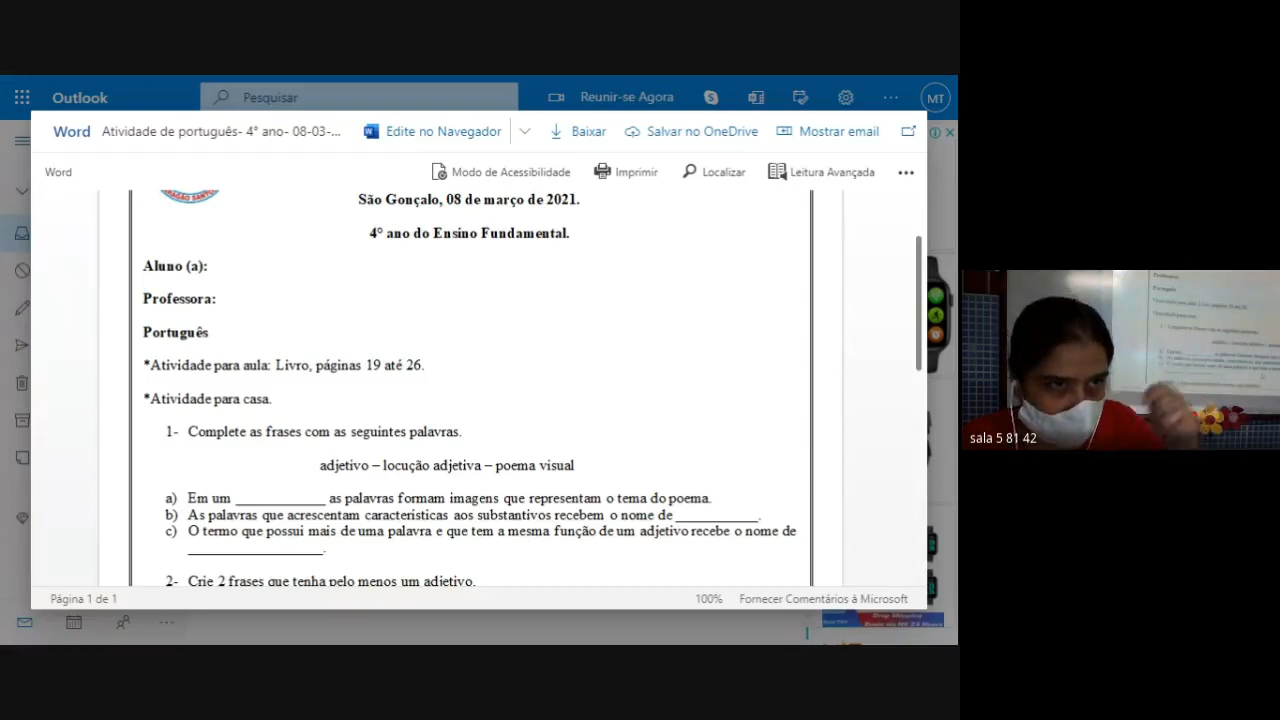 Outlook
Pesquisar
Reunir-se Agora
MT
Word
Atividade de português- 4° ano- 08-03-...
Edite no Navegador
Baixar
Salvar no OneDrive
Mostrar email
Word
Modo de Acessibilidade
Imprimir
Localizar
Leitura Avançada
São Gonçalo, 08 de março de 2021.
4° ano do Ensino Fundamental.
Aluno (a):
Professora:
Português
*Atividade para aula: Livro, páginas 19 até 26.
*Atividade para casa.
1- Complete as frases com as seguintes palavras.
adjetivo – locução adjetiva – poema visual
a) Em um ____________ as palavras formam imagens que representam o tema do poema.
b) As palavras que acrescentam características aos substantivos recebem o nome de ___________.
c) O termo que possui mais de uma palavra e que tem a mesma função de um adjetivo recebe o nome de
__________________.
2- Crie 2 frases que tenha pelo menos um adjetivo.
Página 1 de 1
100%
Fornecer Comentários à Microsoft
sala 5 81 42